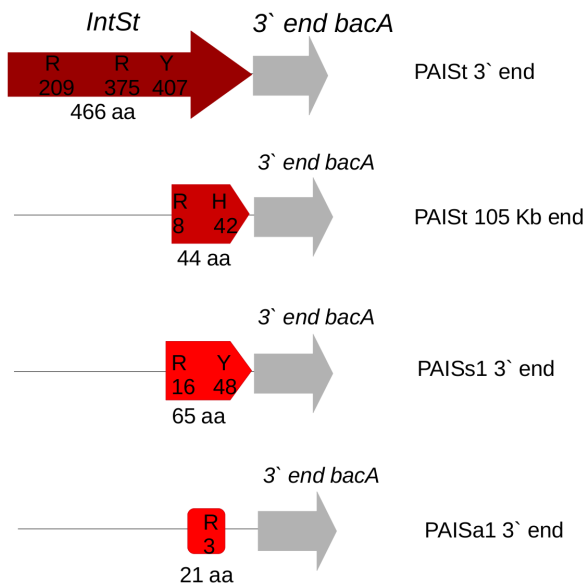 IntSt 3` end bacA
R R Y
209 375 407
PAISt 3` end
466 aa
3` end bacA
R H
8 42
PAISt 105 Kb end
44 aa
3` end bacA
R Y
16 48
PAISs1 3` end
65 aa
3` end bacA
R
3
PAISa1 3` end
21 aa